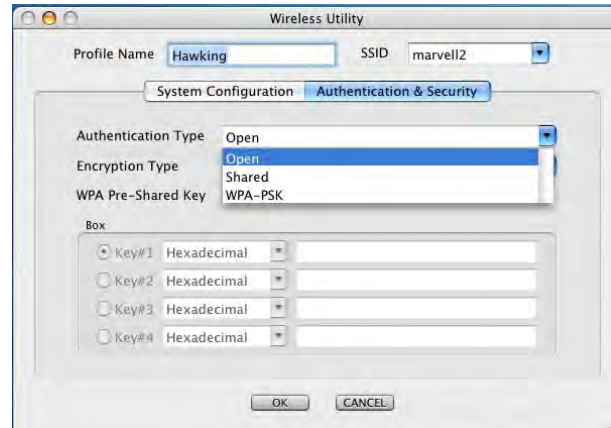 Wireless Utility
Profile Name Hawking SSID marvell2
System Configuration Authentication & Security
Authentication Type Open
Open
Encryption Type
Shared
WPA Pre-Shared Key WPA-PSK
Box
Key#1 Hexadecimal
Key#2 Hexadecimal
Key#3 Hexadecimal
Key#4 Hexadecimal
OK CANCEL